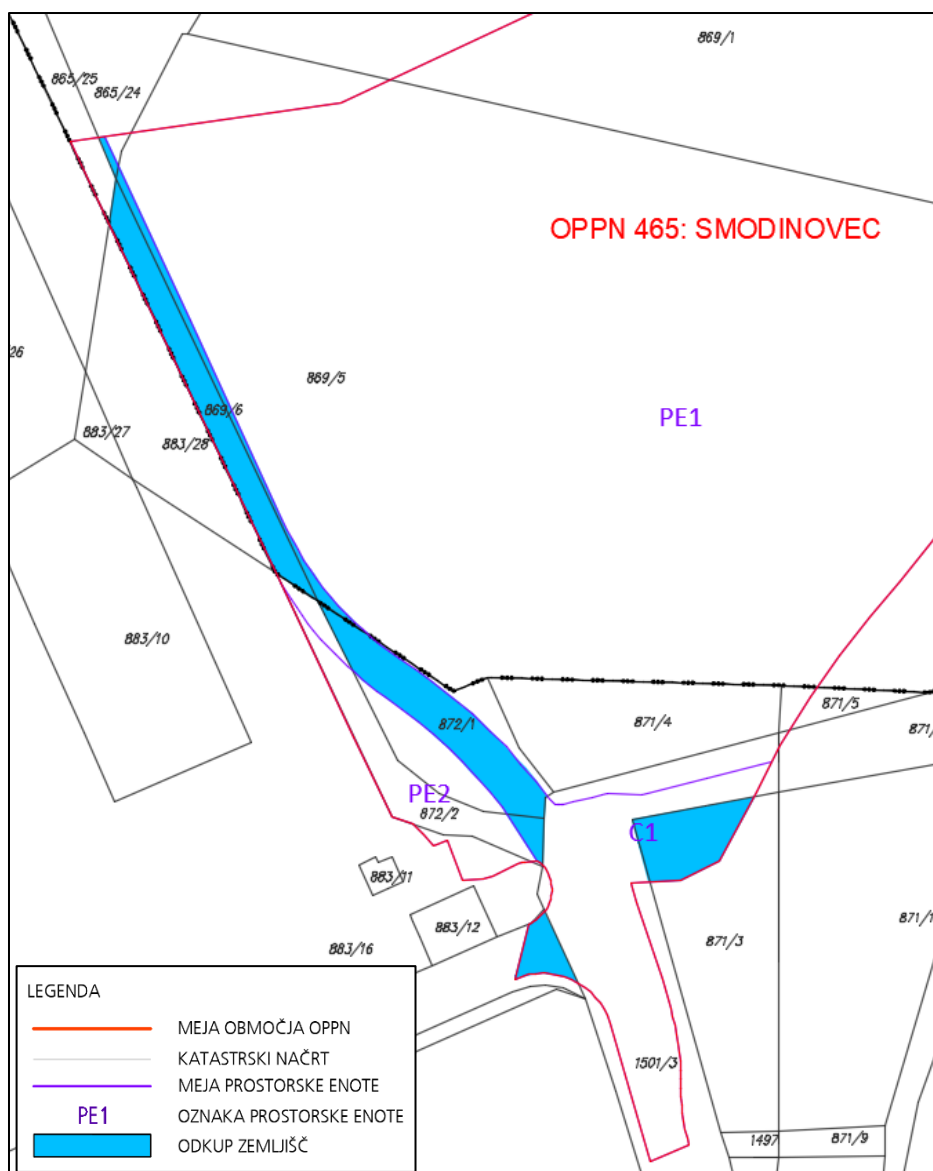 869/1
865/25
865/24
OPPN 465: SMODINOVEC
26
869/5
869/6
PE1
883/27
883/28
883/10
871/5
872/1
871/4
871/
PE2
872/2
C1
883/11
883/12
871/1
883/16
871/3
LEGENDA
MEJA OBMOČJA OPPN
KATASTRSKI NAČRT
MEJA PROSTORSKE ENOTE
PE1 OZNAKA PROSTORSKE ENOTE
ODKUP ZEMLJIŠČ
1501/3
1497
871/9